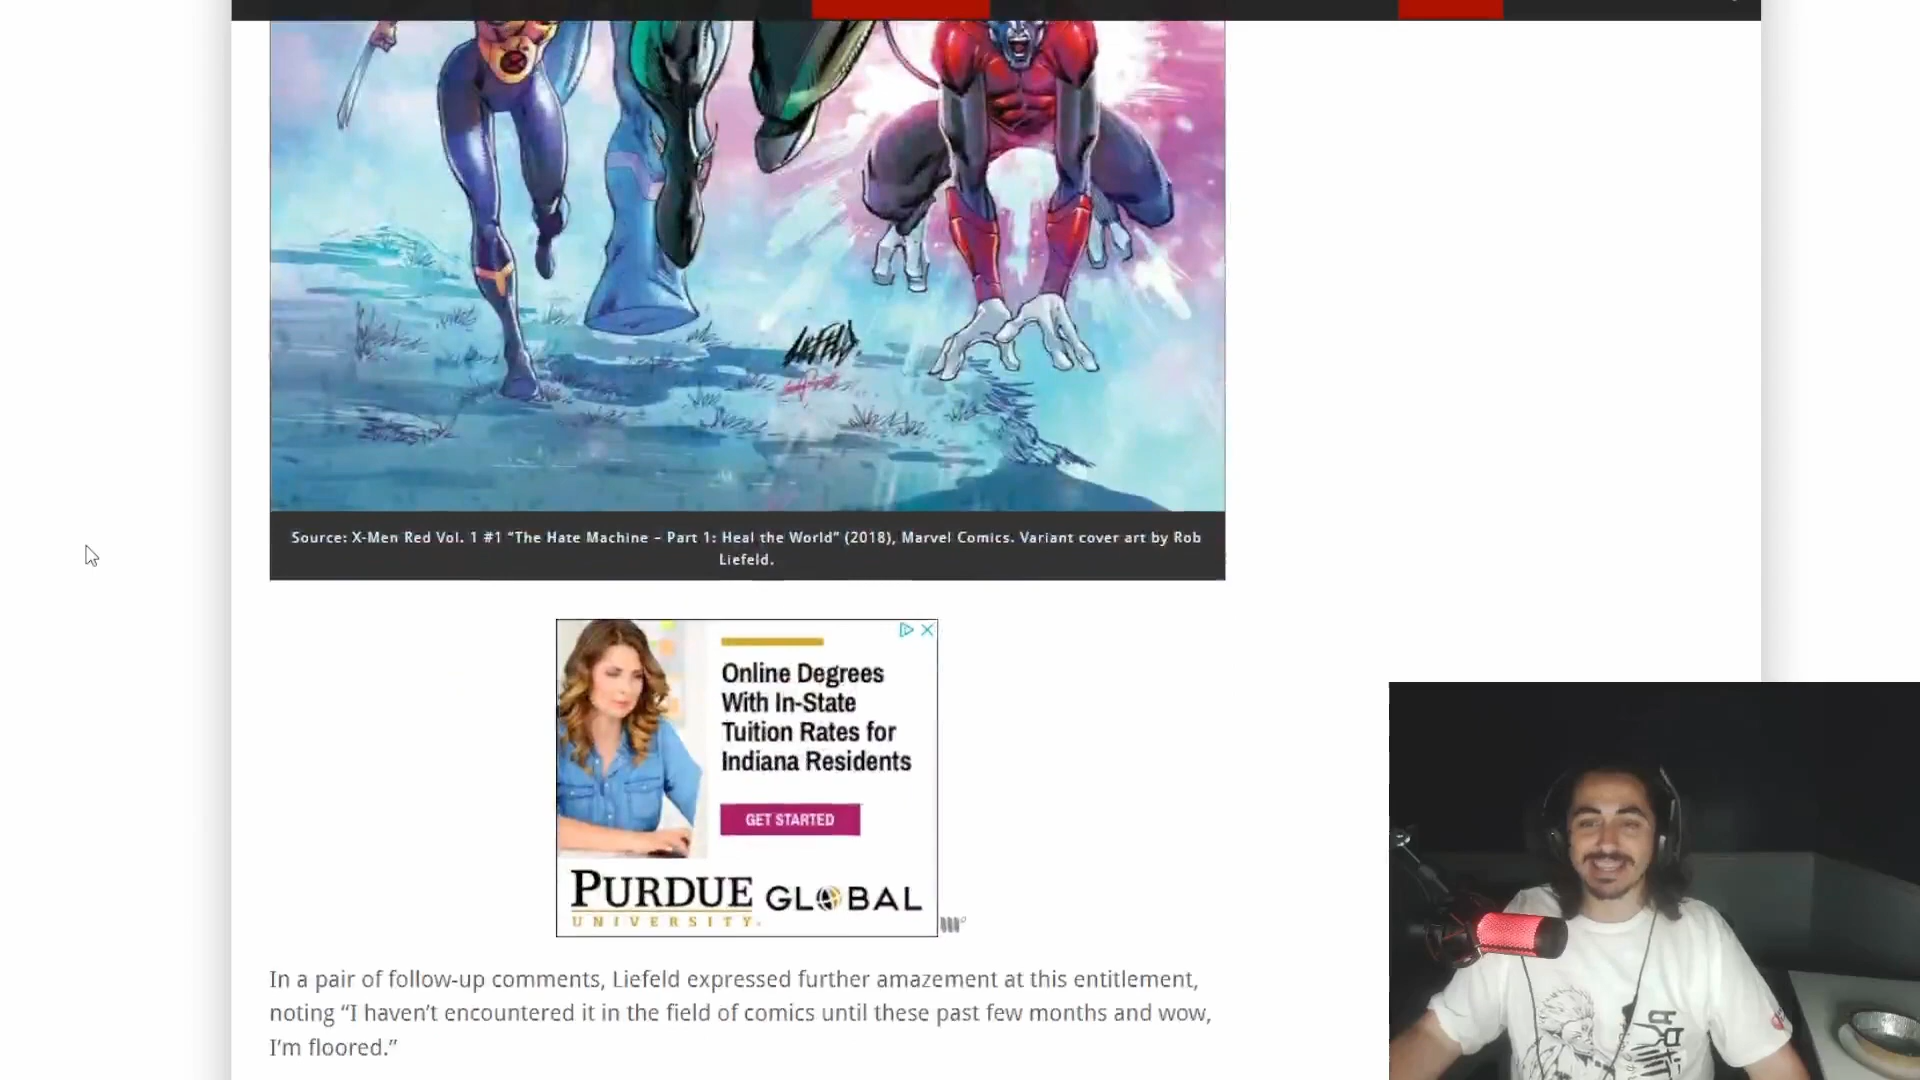 LIEFELD
Source: X-Men Red Vol. 1 #1 “The Hate Machine – Part 1: Heal the World” (2018), Marvel Comics. Variant cover art by Rob
Liefeld.
Online Degrees
With In-State
Tuition Rates for
Indiana Residents
GET STARTED
PURDUE GLOBAL
UNIVERSITY.
In a pair of follow-up comments, Liefeld expressed further amazement at this entitlement,
noting “I haven’t encountered it in the field of comics until these past few months and wow,
I’m floored.”